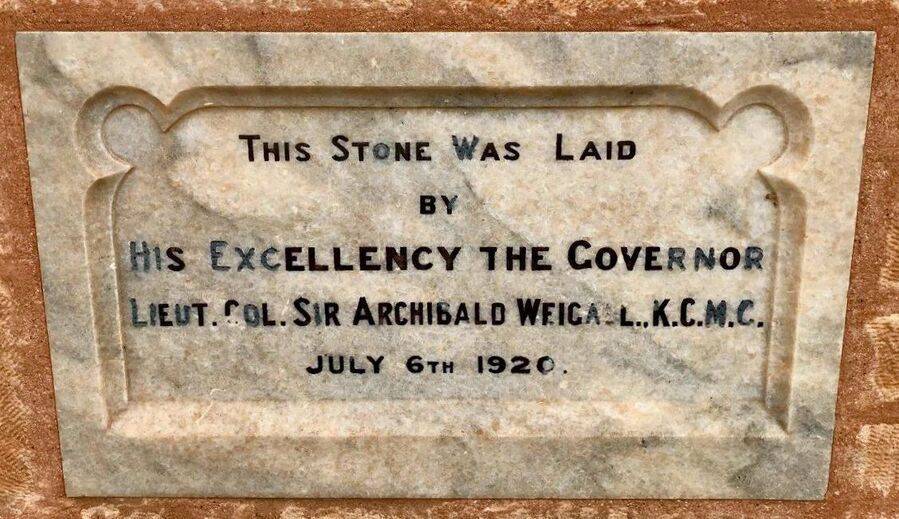 THIS STONE WAS LAID
BY
HIS EXCELLENCY THE GOVERNOR
LIEUT. COL. SIR ARCHIBALD WEIGALL., K.C.M.G.
JULY 6TH 1920.